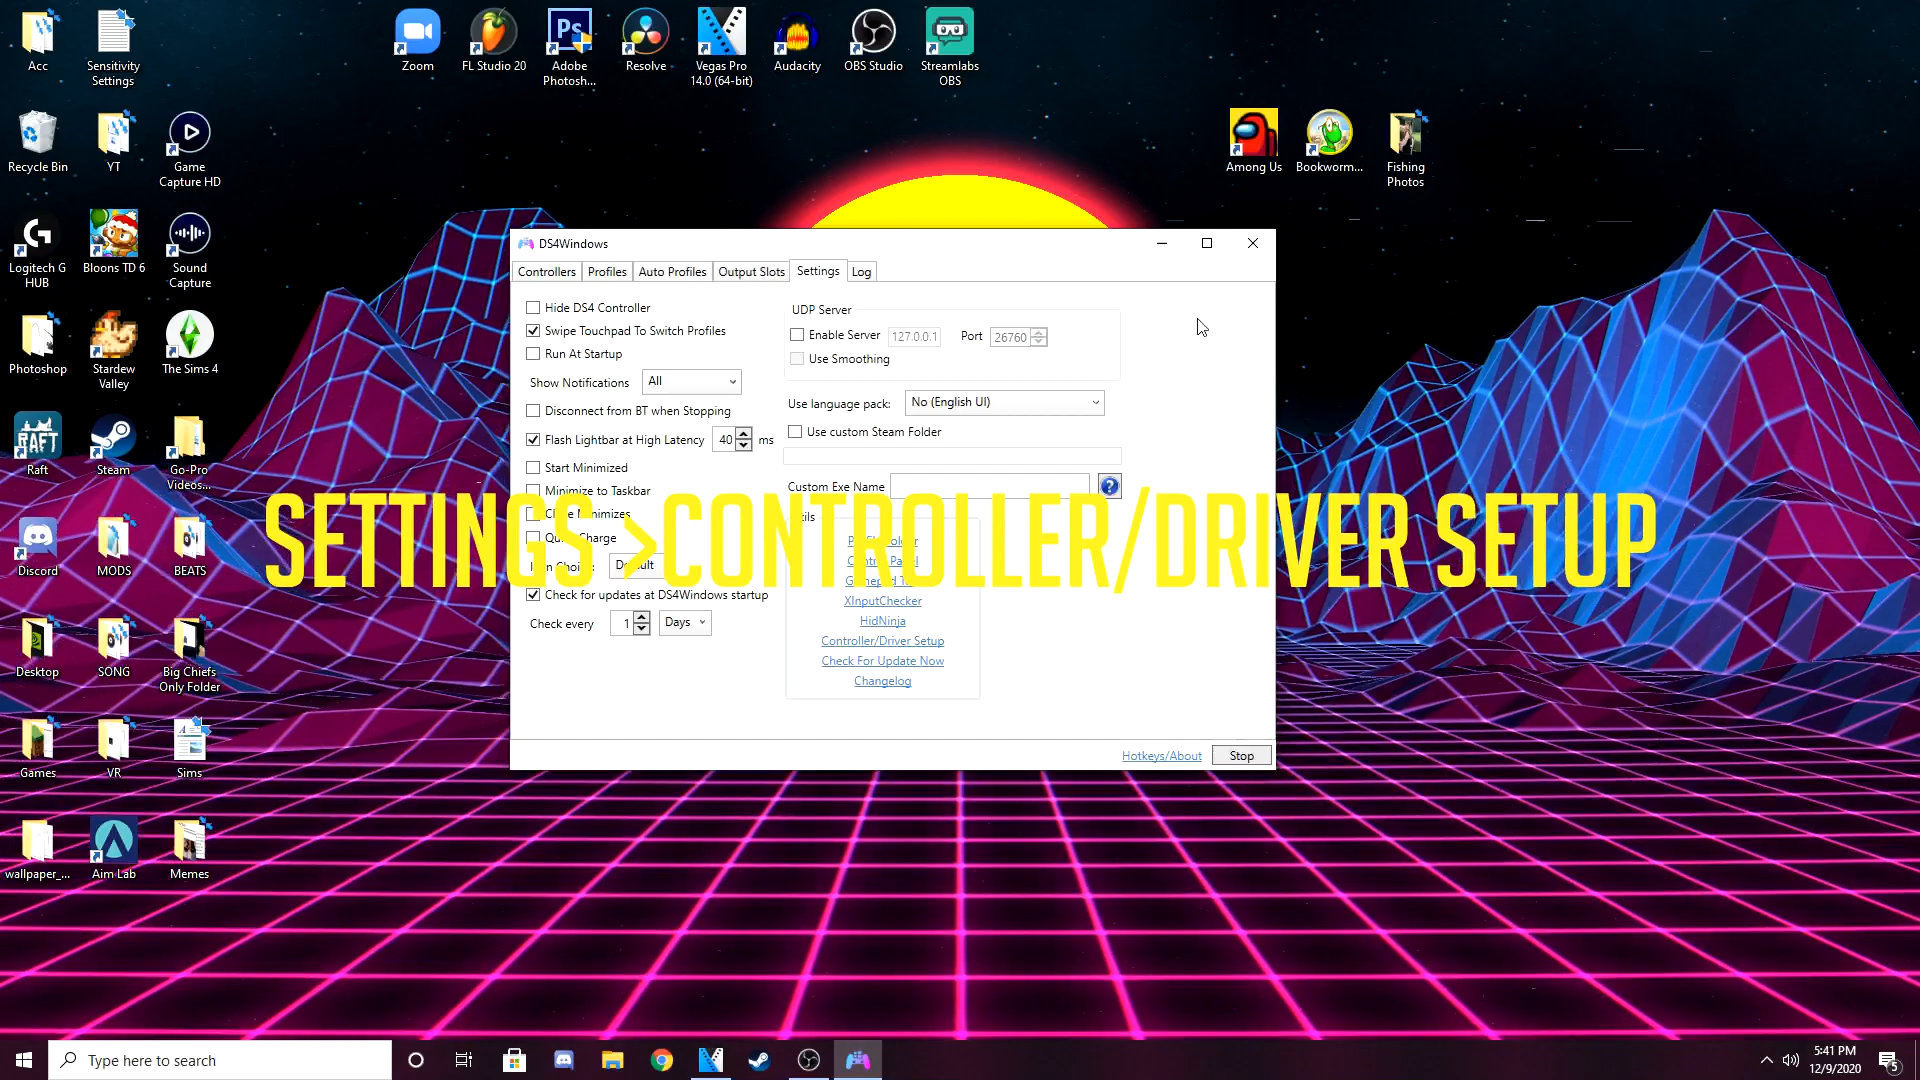 Acc
Sensitivity
Settings
Zoom
FL Studio 20
Adobe
Photosh...
Resolve
Vegas Pro
14.0 (64-bit)
Audacity
OBS Studio
Streamlabs
OBS
Recycle Bin
YT
Game
Capture HD
Among Us
Bookworm...
Fishing
Photos
Logitech G
HUB
Bloons TD 6
Sound
Capture
Photoshop
Stardew
Valley
The Sims 4
RAFT
Raft
Steam
Go-Pro
Videos...
Discord
MODS
BEATS
Desktop
SONG
Big Chiefs
Only Folder
Games
VR
Sims
wallpaper_...
Aim Lab
Memes
DS4Windows
Controllers
Profiles
Auto Profiles
Output Slots
Settings
Log
Hide DS4 Controller
Swipe Touchpad To Switch Profiles
Run At Startup
Show Notifications All
Disconnect from BT when Stopping
Flash Lightbar at High Latency 40 ms
Start Minimized
Minimize to Taskbar
Minimizes
Charge
Check for updates at DS4Windows startup
Check every 1 Days
UDP Server
Enable Server 127.0.0.1 Port 26760
Use Smoothing
Use language pack: No (English UI)
Use custom Steam Folder
Custom Exe Name
SETTINGS >CONTROLLER/DRIVER SETUP
XInputChecker
HidNinja
Controller/Driver Setup
Check For Update Now
Changelog
Hotkeys/About
Stop
Type here to search
5:41 PM
12/9/2020
5